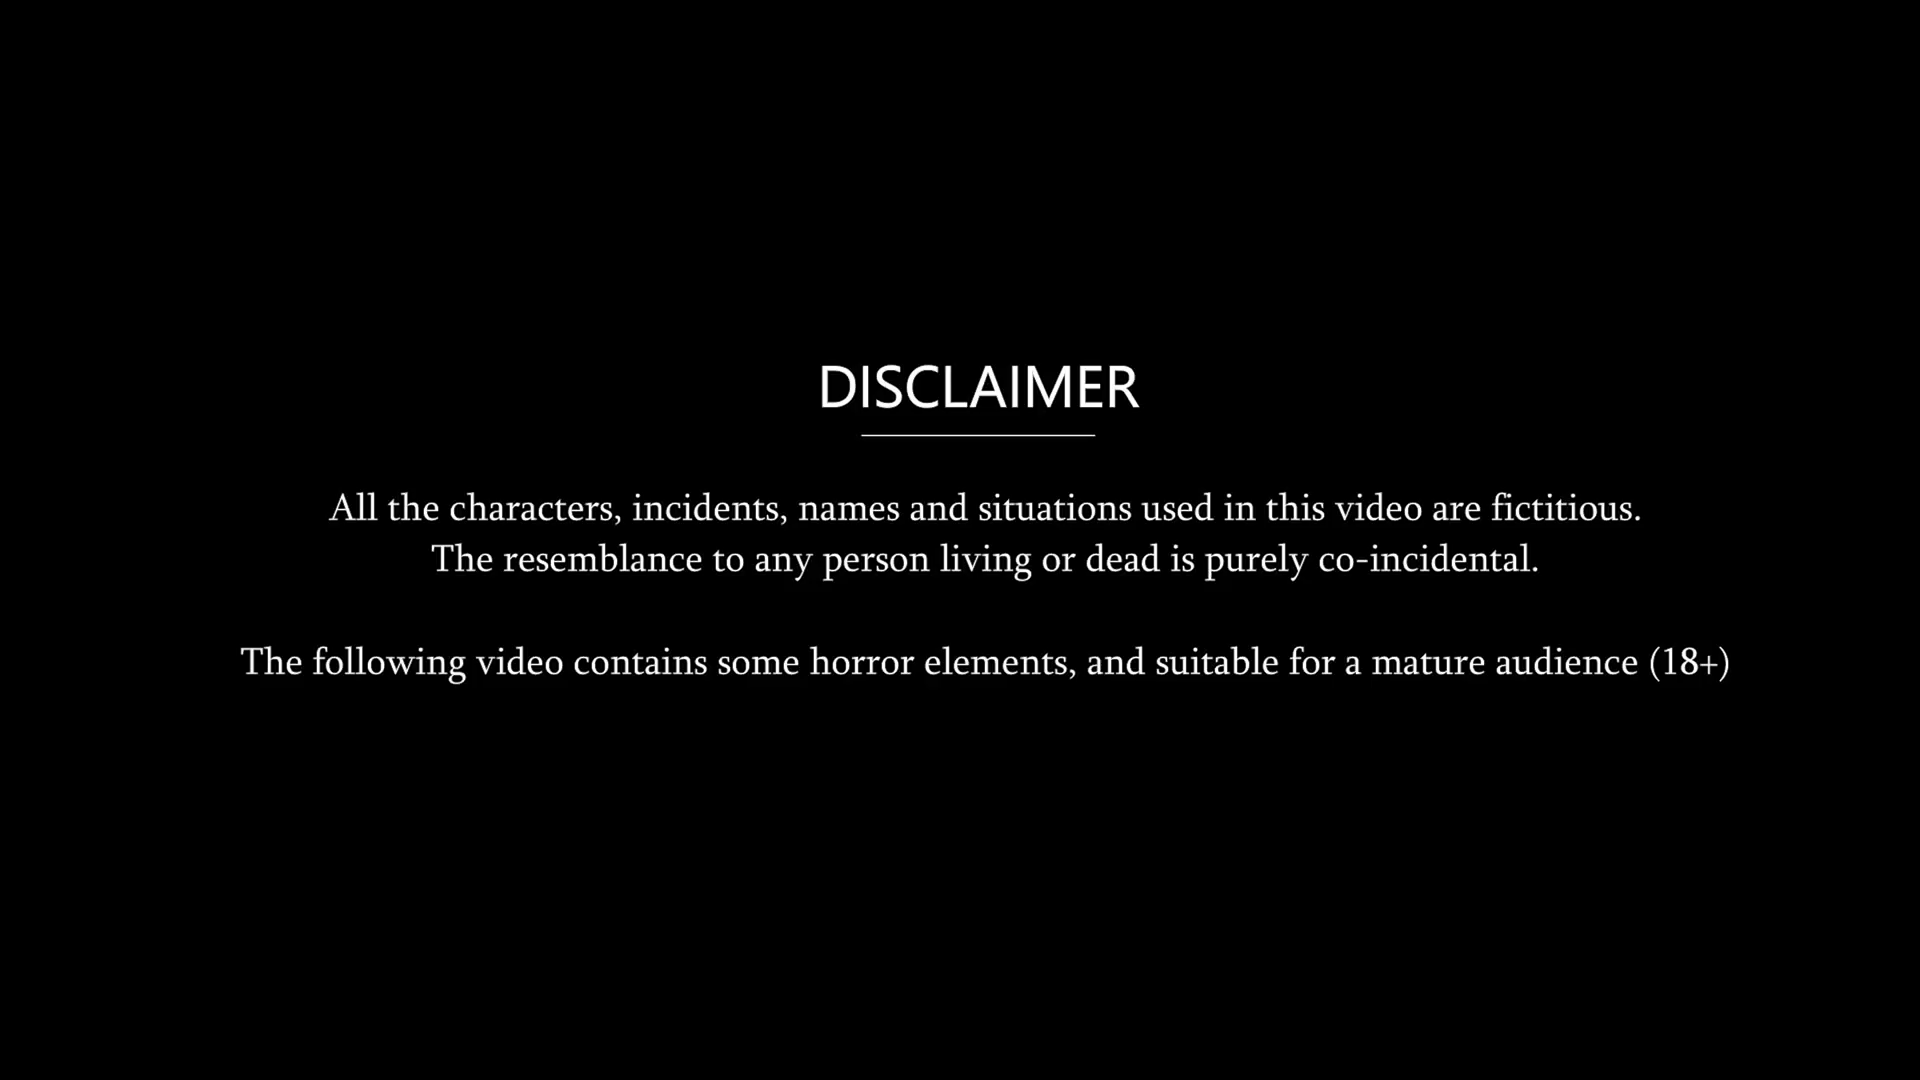 DISCLAIMER
All the characters, incidents, names and situations used in this video are fictitious.
The resemblance to any person living or dead is purely co-incidental.
The following video contains some horror elements, and suitable for a mature audience (18+)